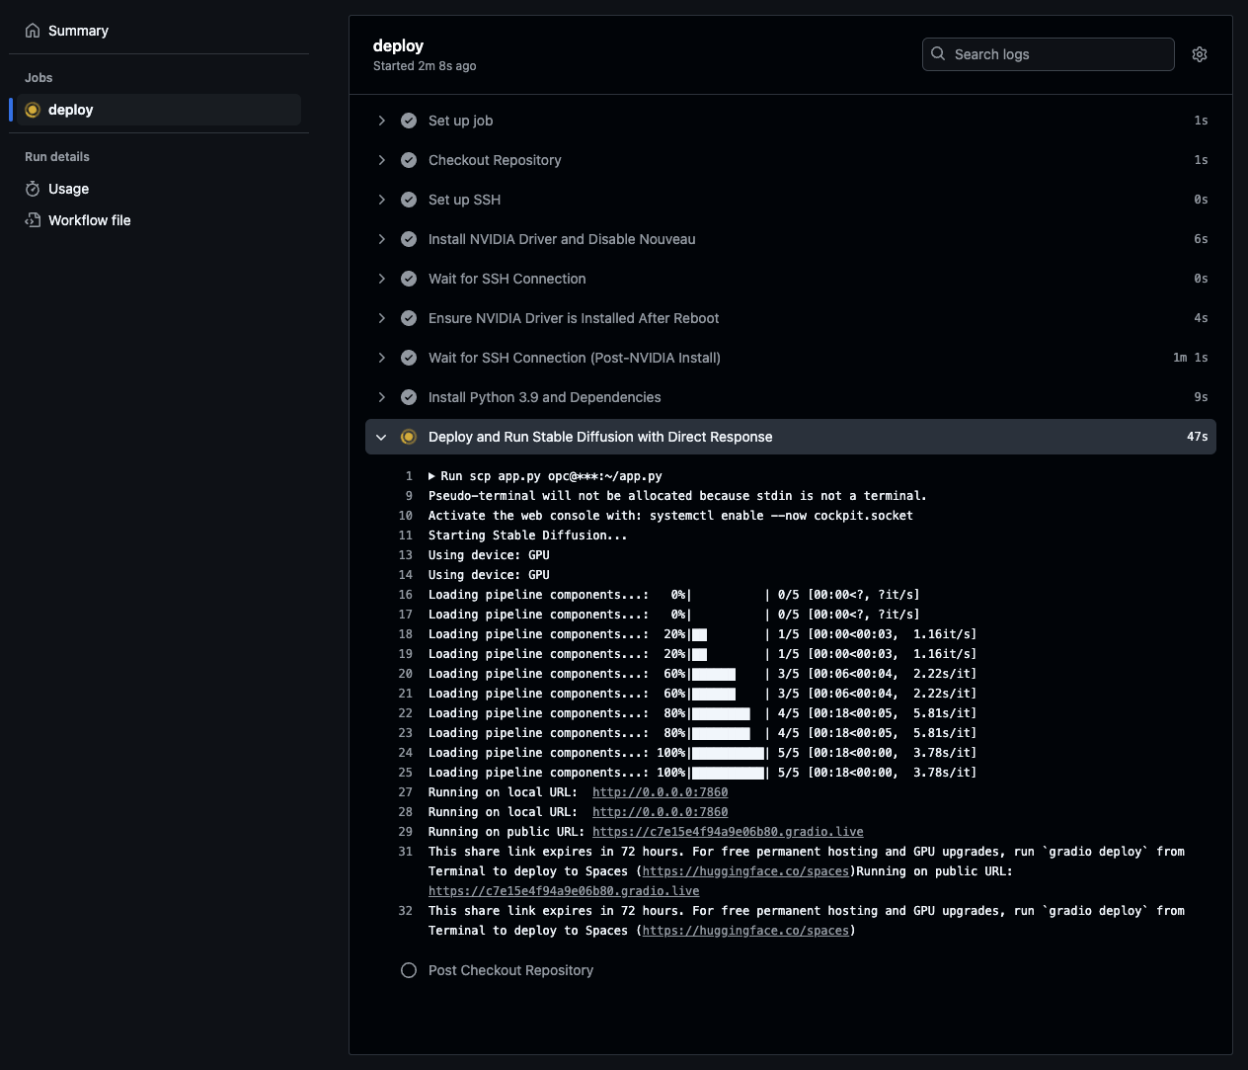 Summary
Jobs
deploy
Run details
Usage
Workflow file
deploy
Started 2m 8s ago
Search logs
Set up job 1s
Checkout Repository 1s
Set up SSH 0s
Install NVIDIA Driver and Disable Nouveau 6s
Wait for SSH Connection 0s
Ensure NVIDIA Driver is Installed After Reboot 4s
Wait for SSH Connection (Post-NVIDIA Install) 1m 1s
Install Python 3.9 and Dependencies 9s
Deploy and Run Stable Diffusion with Direct Response 47s
1 Run scp app.py opc@***:~/app.py
9 Pseudo-terminal will not be allocated because stdin is not a terminal.
10 Activate the web console with: systemctl enable --now cockpit.socket
11 Starting Stable Diffusion...
13 Using device: GPU
14 Using device: GPU
16 Loading pipeline components...:   0%|          | 0/5 [00:00<?, ?it/s]
17 Loading pipeline components...:   0%|          | 0/5 [00:00<?, ?it/s]
18 Loading pipeline components...:  20%|██        | 1/5 [00:00<00:03,  1.16it/s]
19 Loading pipeline components...:  20%|██        | 1/5 [00:00<00:03,  1.16it/s]
20 Loading pipeline components...:  60%|██████    | 3/5 [00:06<00:04,  2.22s/it]
21 Loading pipeline components...:  60%|██████    | 3/5 [00:06<00:04,  2.22s/it]
22 Loading pipeline components...:  80%|████████  | 4/5 [00:18<00:05,  5.81s/it]
23 Loading pipeline components...:  80%|████████  | 4/5 [00:18<00:05,  5.81s/it]
24 Loading pipeline components...: 100%|██████████| 5/5 [00:18<00:00,  3.78s/it]
25 Loading pipeline components...: 100%|██████████| 5/5 [00:18<00:00,  3.78s/it]
27 Running on local URL:  http://0.0.0.0:7860
28 Running on local URL:  http://0.0.0.0:7860
29 Running on public URL: https://c7e15e4f94a9e06b80.gradio.live
31 This share link expires in 72 hours. For free permanent hosting and GPU upgrades, run `gradio deploy` from
Terminal to deploy to Spaces (https://huggingface.co/spaces)Running on public URL:
https://c7e15e4f94a9e06b80.gradio.live
32 This share link expires in 72 hours. For free permanent hosting and GPU upgrades, run `gradio deploy` from
Terminal to deploy to Spaces (https://huggingface.co/spaces)
Post Checkout Repository